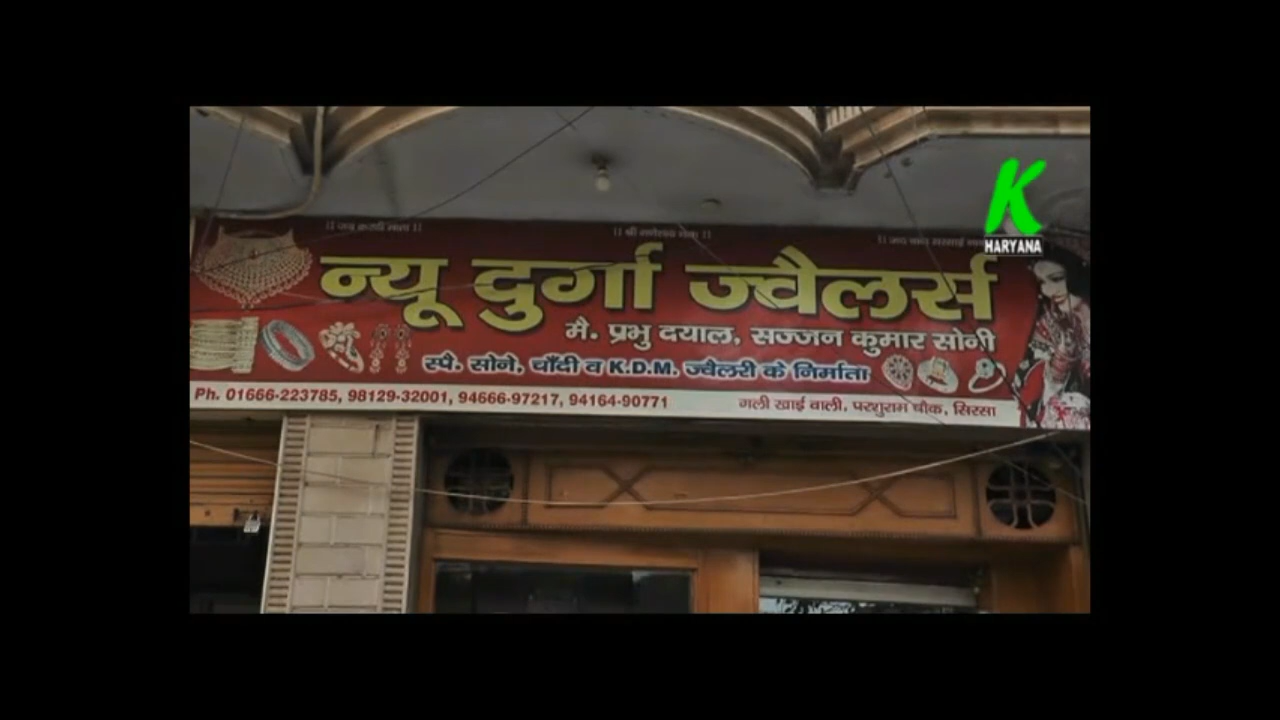 K
HARYANA
न्यू दुर्गा ज्वैलर्स
मै. प्रभु दयाल, सज्जन कुमार सोनी
स्पै. सोने, चाँदी व K.D.M. ज्वैलरी के निर्माता
Ph. 01666-223785, 98129-32001, 94666-97217, 94164-90771 गली खाई वाली, परशुराम चौक, सिरसा